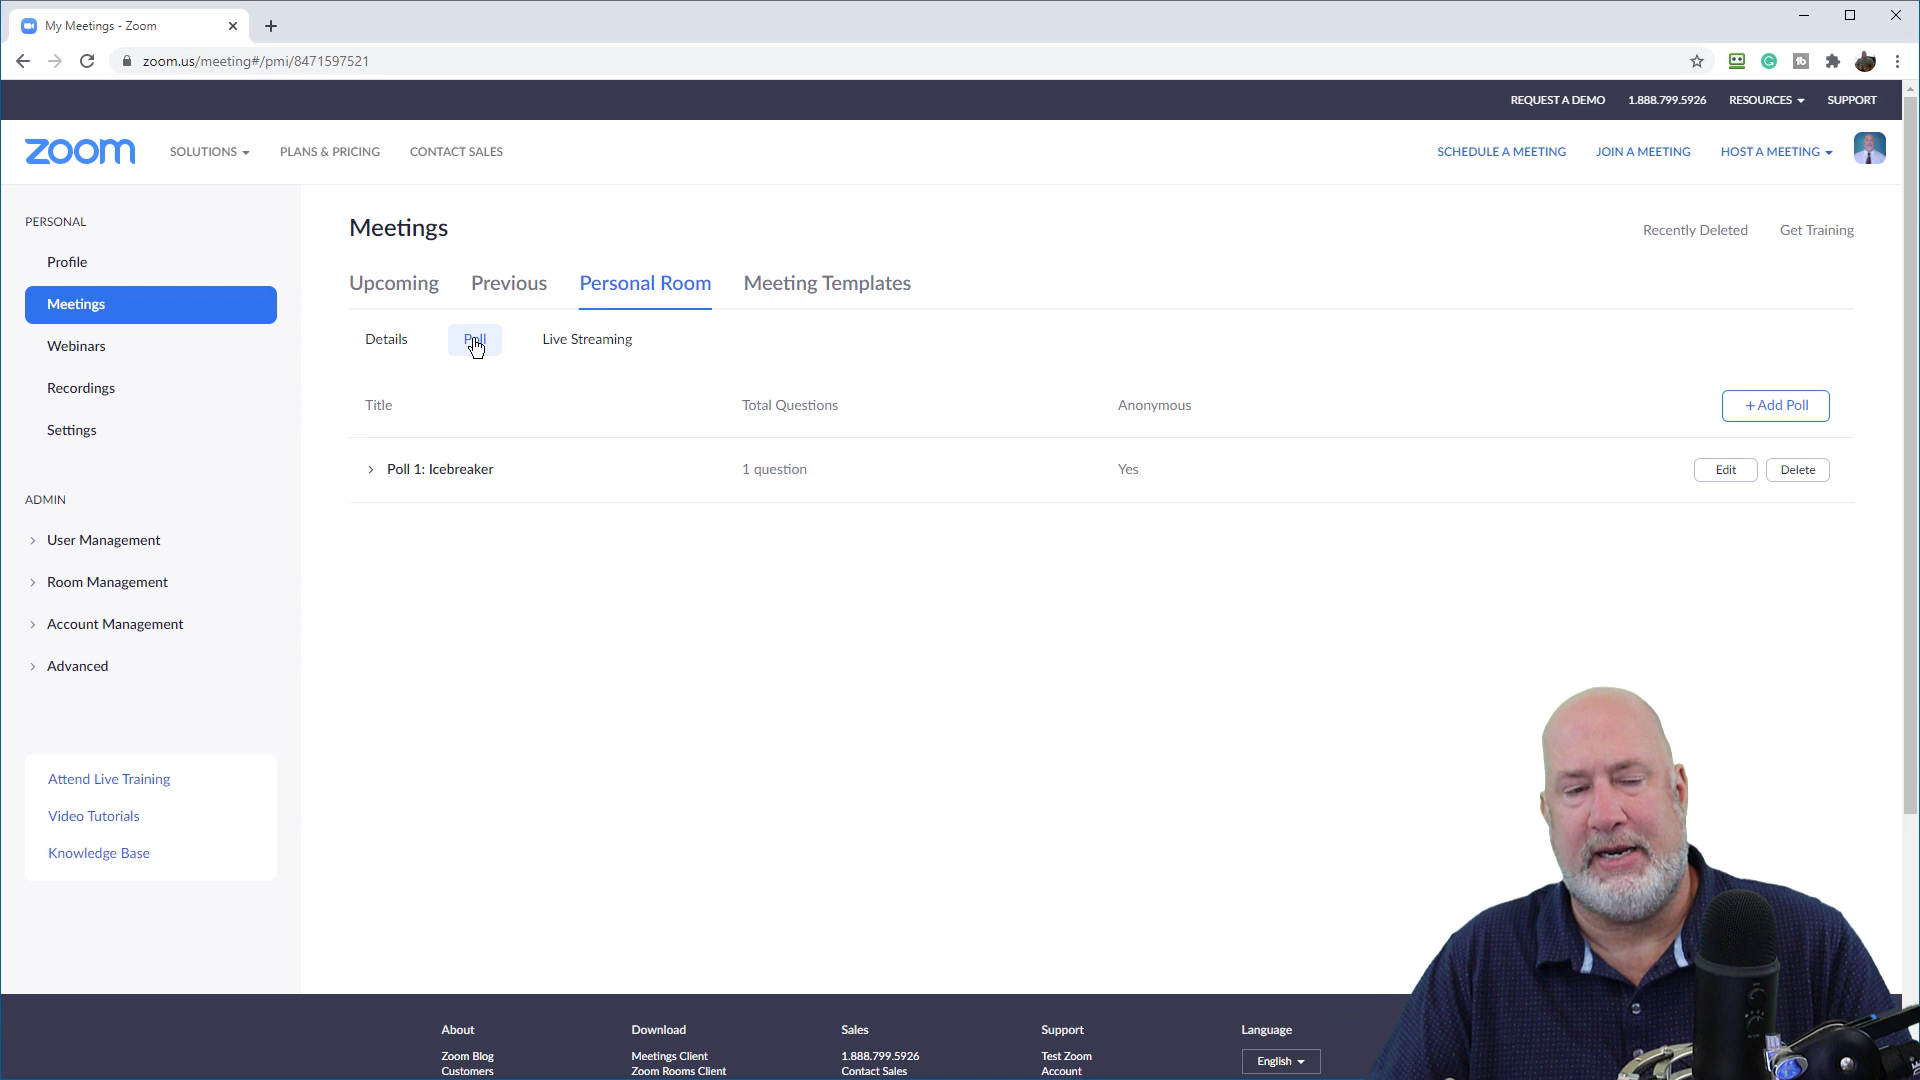 My Meetings - Zoom
zoom.us/meeting#/pmi/8471597521
REQUEST A DEMO 1.888.799.5926 RESOURCES SUPPORT
zoom SOLUTIONS PLANS & PRICING CONTACT SALES SCHEDULE A MEETING JOIN A MEETING HOST A MEETING
PERSONAL
Profile
Meetings
Webinars
Recordings
Settings
ADMIN
User Management
Room Management
Account Management
Advanced
Attend Live Training
Video Tutorials
Knowledge Base
Meetings
Recently Deleted Get Training
Upcoming Previous Personal Room Meeting Templates
Details Poll Live Streaming
Title Total Questions Anonymous +Add Poll
Poll 1: Icebreaker 1 question Yes Edit Delete
About Download Sales Support Language
Zoom Blog Meetings Client 1.888.799.5926 Test Zoom English
Customers Zoom Rooms Client Contact Sales Account